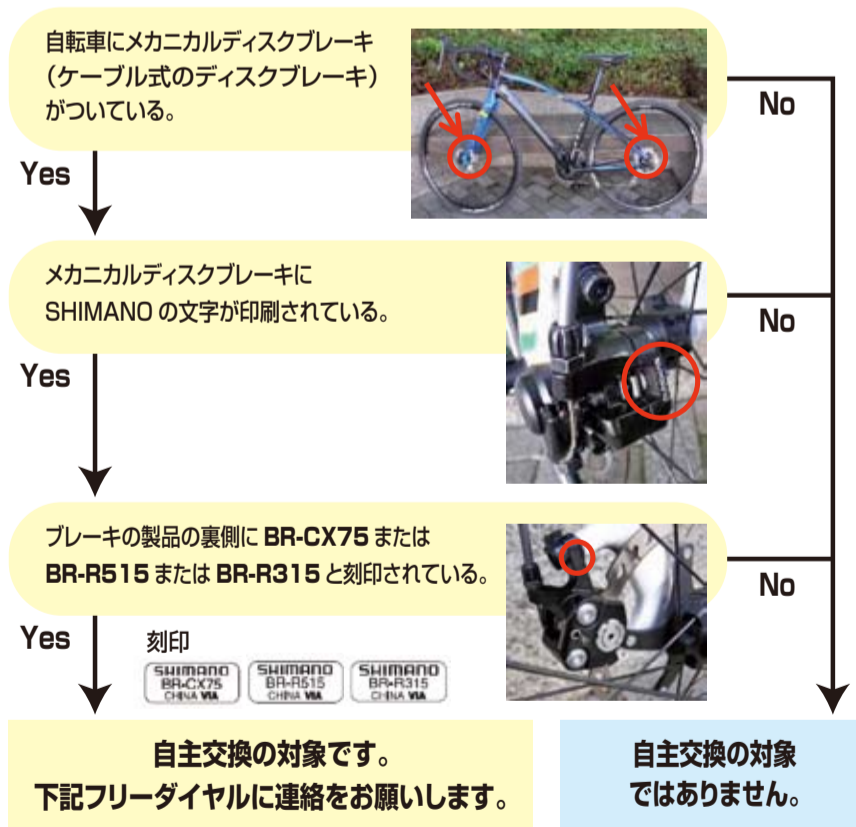 自転車にメカニカルディスクブレーキ
（ケーブル式のディスクブレーキ）
がついている。
No
Yes
メカニカルディスクブレーキに
SHIMANO の文字が印刷されている。
No
Yes
ブレーキの製品の裏側に BR-CX75 または
BR-R515 または BR-R315 と刻印されている。
No
Yes
刻印
SHIMANO
BR-CX75
CHINA VIA
SHIMANO
BR-R515
CHINA VIA
SHIMANO
BR-R315
CHINA VIA
自主交換の対象です。
下記フリーダイヤルに連絡をお願いします。
自主交換の対象
ではありません。